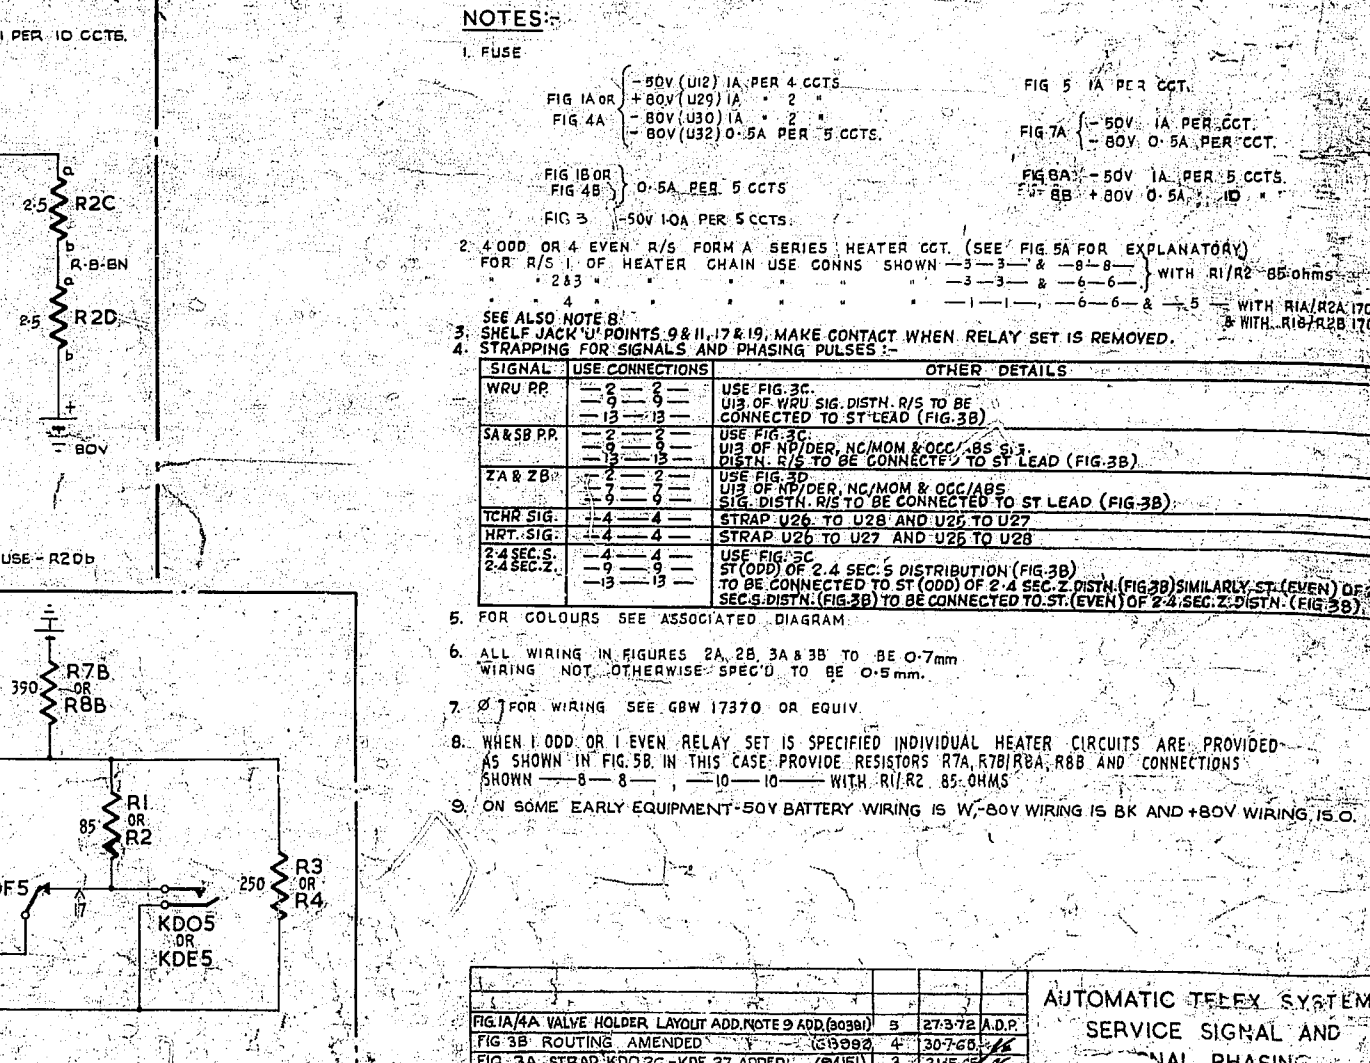 1 PER 10 CCTS.
a
2·5 R2C
b
R-B-BN
a
2·5 R2D
b
+
80V
USE - R2Db
NOTES:-
1. FUSE
FIG 1A OR
FIG 4A
-50V (U12) 1A PER 4 CCTS
+80V (U29) 1A " 2 "
-80V (U30) 1A " 2 "
-80V (U32) 0·5A PER 5 CCTS.
FIG 1B OR
FIG 4B
0·5A PER 5 CCTS
FIG 3 -50V 1·0A PER 5 CCTS.
FIG 5 1A PER CCT.
FIG 7A
-50V 1A PER CCT.
-80V 0·5A PER CCT.
FIG 8A -50V 1A PER 5 CCTS.
" 8B +80V 0·5A " 10 "
2. 4 ODD OR 4 EVEN R/S FORM A SERIES HEATER CCT. (SEE FIG. 5A FOR EXPLANATORY)
FOR R/S 1 OF HEATER CHAIN USE CONNS SHOWN —3—3— & —8—8—
" " 2&3 " " " " " " —3—3— & —6—6— WITH R1/R2 85 ohms
" " 4 " " " " " " —1—1—, —6—6— & —5— WITH R1A/R2A 170
& WITH R1B/R2B 170
SEE ALSO NOTE 8.
3. SHELF JACK 'U' POINTS 9 & 11, 17 & 19, MAKE CONTACT WHEN RELAY SET IS REMOVED.
4. STRAPPING FOR SIGNALS AND PHASING PULSES :-
SIGNAL USE CONNECTIONS OTHER DETAILS
WRU P.P. —2—2— USE FIG. 3C.
—9—9— U13 OF WRU SIG. DISTN. R/S TO BE
—13—13— CONNECTED TO ST LEAD (FIG. 3B)
SA & SB P.P. —2—2— USE FIG. 3C.
—9—9— U13 OF NP/DER, NC/MOM & OCC/ABS SIG.
—13—13— DISTN. R/S TO BE CONNECTED TO ST LEAD (FIG. 3B)
ZA & ZB —2—2— USE FIG. 3D
—7—7— U13 OF NP/DER, NC/MOM & OCC/ABS
—9—9— SIG. DISTN. R/S TO BE CONNECTED TO ST LEAD (FIG. 3B)
TCHR SIG. —4—4— STRAP U26 TO U28 AND U25 TO U27
HRT. SIG. —4—4— STRAP U26 TO U27 AND U25 TO U28
2·4 SEC. S. —4—4— USE FIG. 3C
2·4 SEC. Z. —9—9— ST (ODD) OF 2.4 SEC. S DISTRIBUTION (FIG. 3B)
—13—13— TO BE CONNECTED TO ST (ODD) OF 2·4 SEC. Z. DISTN. (FIG 3B) SIMILARLY, ST. (EVEN) OF
SEC. S. DISTN. (FIG. 3B) TO BE CONNECTED TO ST. (EVEN) OF 2·4 SEC. Z. DISTN. (FIG 3B).
5. FOR COLOURS SEE ASSOCIATED DIAGRAM
6. ALL WIRING IN FIGURES 2A, 2B, 3A & 3B TO BE 0·7mm
WIRING NOT OTHERWISE SPEC'D TO BE 0·5 mm.
7. Ø FOR WIRING SEE GBW 17370 OR EQUIV.
8. WHEN 1 ODD OR 1 EVEN RELAY SET IS SPECIFIED INDIVIDUAL HEATER CIRCUITS ARE PROVIDED
AS SHOWN IN FIG. 5B. IN THIS CASE PROVIDE RESISTORS R7A, R7B/R8A, R8B AND CONNECTIONS
SHOWN —8—8—, —10—10— WITH R1/R2 85 OHMS
9. ON SOME EARLY EQUIPMENT -50V BATTERY WIRING IS W, -80V WIRING IS BK AND +80V WIRING IS O.
390 R7B
OR
R8B
85 R1
OR
R2
250 R3
OR
R4
F5
17
KDO5
OR
KDE5
FIG. 1A/4A VALVE HOLDER LAYOUT ADD. NOTE 9 ADD. (80381) 5 27·3·72 A.D.P.
FIG 3B ROUTING AMENDED 4 30·7·65
AUTOMATIC TELEX SYSTEM
SERVICE SIGNAL AND
PHASING